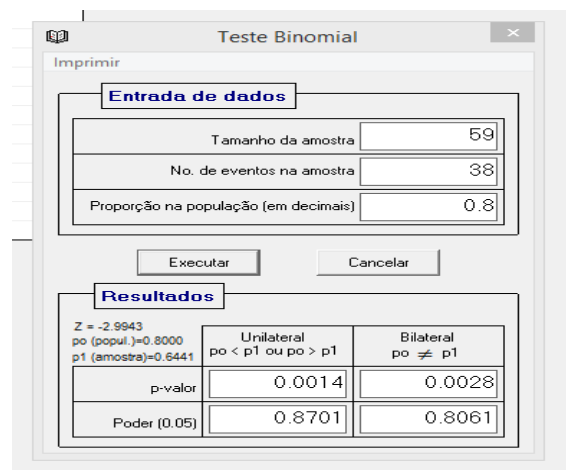 Teste Binomial
Imprimir
Entrada de dados
Tamanho da amostra 59
No. de eventos na amostra 38
Proporção na população (em decimais) 0.8
Executar Cancelar
Resultados
Z = -2.9943
po (popul.)=0.8000
p1 (amostra)=0.6441
Unilateral
po < p1 ou po > p1
Bilateral
po ≠ p1
p-valor 0.0014 0.0028
Poder (0.05) 0.8701 0.8061